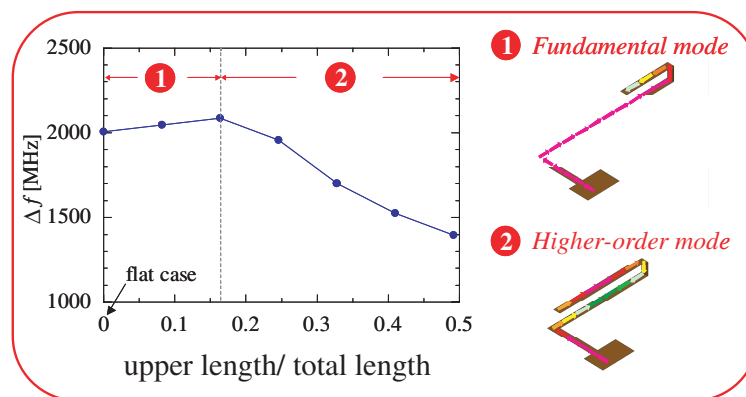 2500
2000
1500
1000
Δf [MHz]
1
2
flat case
0
0.1
0.2
0.3
0.4
0.5
upper length/ total length
1 Fundamental mode
2 Higher-order mode